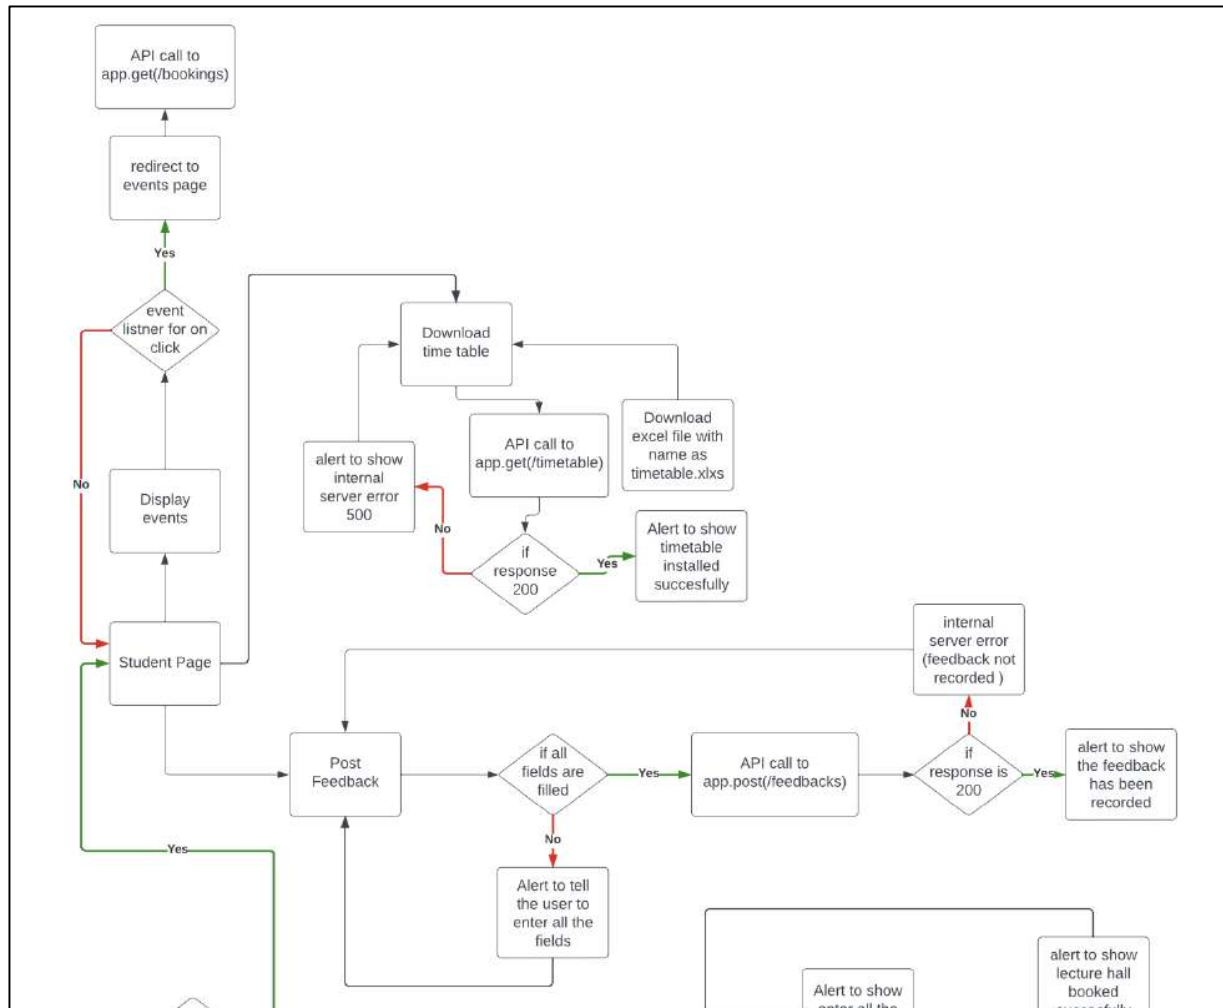 API call to
app.get(/bookings)
redirect to
events page
Yes
event
listner for on
click
No
Display
events
Student Page
Download
time table
API call to
app.get(/timetable)
Download
excel file with
name as
timetable.xlxs
alert to show
internal
server error
500
No
if
response
200
Yes
Alert to show
timetable
installed
succesfully
internal
server error
(feedback not
recorded )
No
Post
Feedback
if all
fields are
filled
Yes
API call to
app.post(/feedbacks)
if
response is
200
Yes
alert to show
the feedback
has been
recorded
No
Alert to tell
the user to
enter all the
fields
Yes
Alert to show
enter all the
alert to show
lecture hall
booked